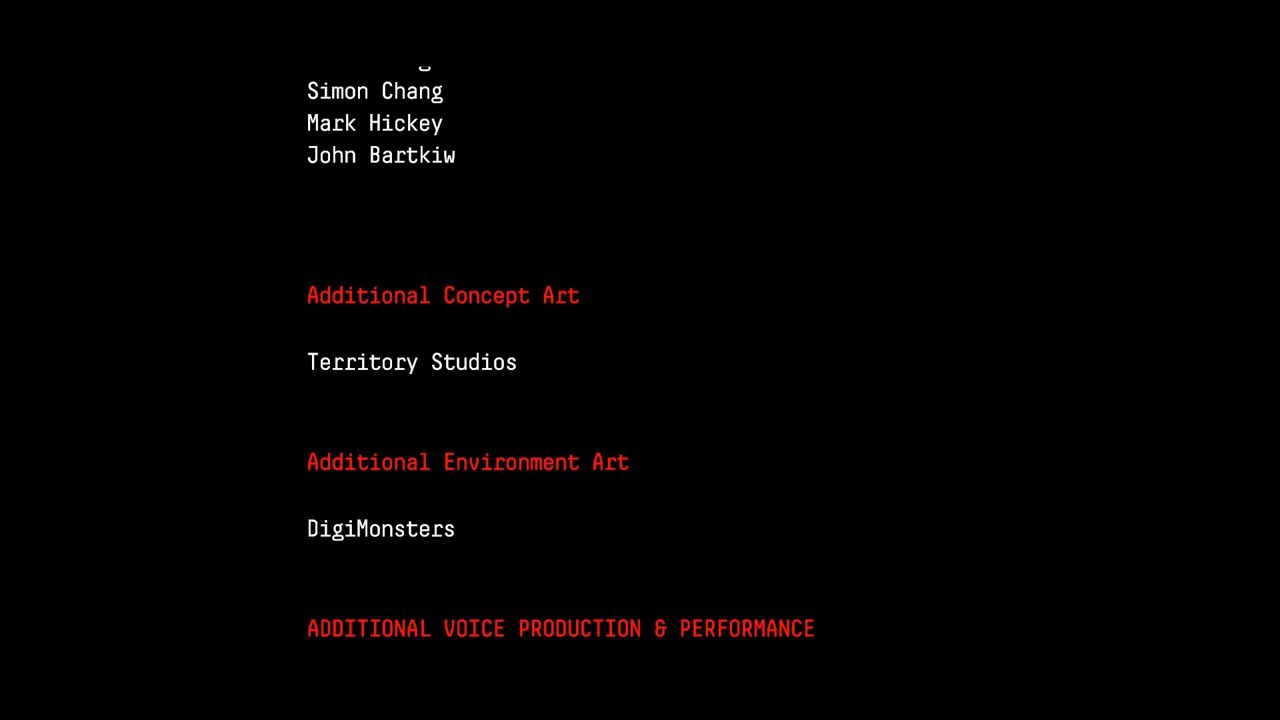 Simon Chang
Mark Hickey
John Bartkiw
Additional Concept Art
Territory Studios
Additional Environment Art
DigiMonsters
ADDITIONAL VOICE PRODUCTION & PERFORMANCE